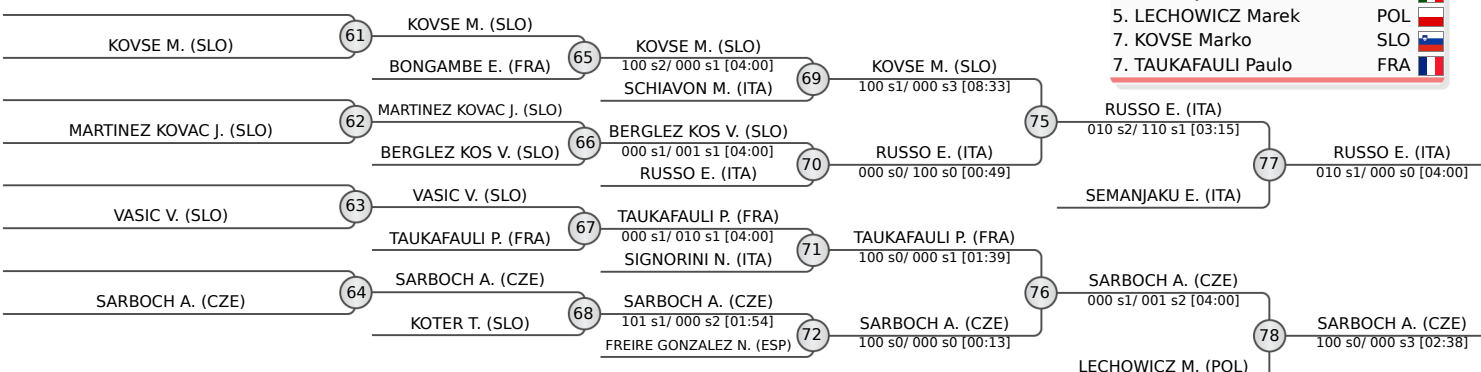 KOVSE M. (SLO)
61
MARTINEZ KOVAC J. (SLO)
62
VASIC V. (SLO)
63
SARBOCH A. (CZE)
64
KOVSE M. (SLO)
BONGAMBE E. (FRA)
65
MARTINEZ KOVAC J. (SLO)
BERGLEZ KOS V. (SLO)
66
VASIC V. (SLO)
TAUKAFAULI P. (FRA)
67
SARBOCH A. (CZE)
KOTER T. (SLO)
68
KOVSE M. (SLO)
100 s2/ 000 s1 [04:00]
SCHIAVON M. (ITA)
69
BERGLEZ KOS V. (SLO)
000 s1/ 001 s1 [04:00]
RUSSO E. (ITA)
70
TAUKAFAULI P. (FRA)
000 s1/ 010 s1 [04:00]
SIGNORINI N. (ITA)
71
SARBOCH A. (CZE)
101 s1/ 000 s2 [01:54]
FREIRE GONZALEZ N. (ESP)
72
KOVSE M. (SLO)
100 s1/ 000 s3 [08:33]
RUSSO E. (ITA)
000 s0/ 100 s0 [00:49]
75
TAUKAFAULI P. (FRA)
100 s0/ 000 s1 [01:39]
SARBOCH A. (CZE)
100 s0/ 000 s0 [00:13]
76
RUSSO E. (ITA)
010 s2/ 110 s1 [03:15]
SEMANJAKU E. (ITA)
77
SARBOCH A. (CZE)
000 s1/ 001 s2 [04:00]
LECHOWICZ M. (POL)
78
RUSSO E. (ITA)
010 s1/ 000 s0 [04:00]
SARBOCH A. (CZE)
100 s0/ 000 s3 [02:38]
5. LECHOWICZ Marek POL
7. KOVSE Marko SLO
7. TAUKAFAULI Paulo FRA